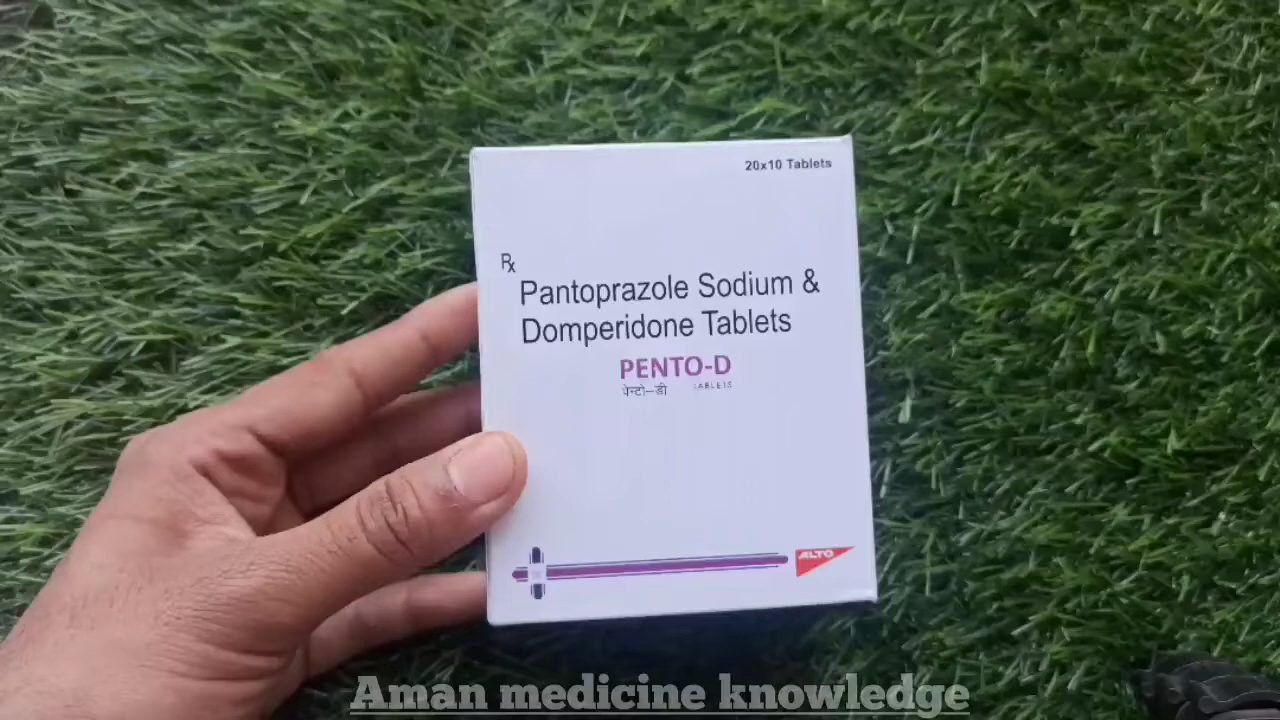 20x10 Tablets
Rx
Pantoprazole Sodium &
Domperidone Tablets
PENTO-D
पेन्टो–डी TABLETS
ALTO
Aman medicine knowledge